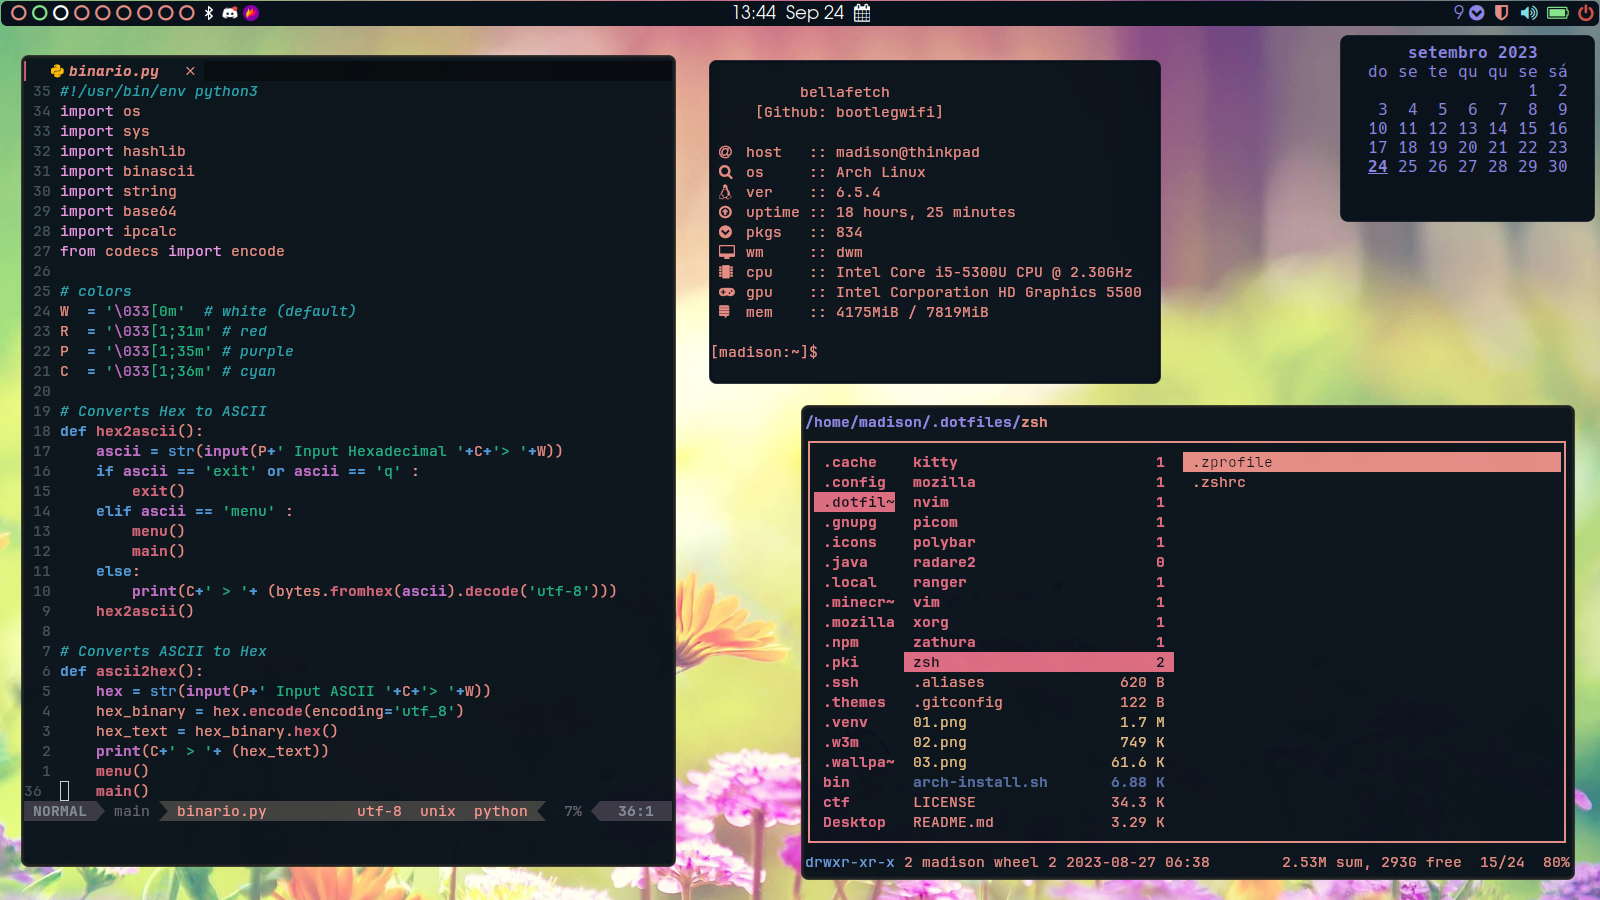 13:44 Sep 24
9
binario.py ×
35 #!/usr/bin/env python3
34 import os
33 import sys
32 import hashlib
31 import binascii
30 import string
29 import base64
28 import ipcalc
27 from codecs import encode
26
25 # colors
24 W  = '\033[0m'  # white (default)
23 R  = '\033[1;31m' # red
22 P  = '\033[1;35m' # purple
21 C  = '\033[1;36m' # cyan
20
19 # Converts Hex to ASCII
18 def hex2ascii():
17     ascii = str(input(P+' Input Hexadecimal '+C+'> '+W))
16     if ascii == 'exit' or ascii == 'q' :
15         exit()
14     elif ascii == 'menu' :
13         menu()
12         main()
11     else:
10         print(C+' > '+ (bytes.fromhex(ascii).decode('utf-8')))
9     hex2ascii()
8
7 # Converts ASCII to Hex
6 def ascii2hex():
5     hex = str(input(P+' Input ASCII '+C+'> '+W))
4     hex_binary = hex.encode(encoding='utf_8')
3     hex_text = hex_binary.hex()
2     print(C+' > '+ (hex_text))
1     menu()
36     main()
NORMAL main binario.py utf-8 unix python 7% 36:1
bellafetch
[Github: bootlegwifi]
host :: madison@thinkpad
os :: Arch Linux
ver :: 6.5.4
uptime :: 18 hours, 25 minutes
pkgs :: 834
wm :: dwm
cpu :: Intel Core i5-5300U CPU @ 2.30GHz
gpu :: Intel Corporation HD Graphics 5500
mem :: 4175MiB / 7819MiB
[madison:~]$
setembro 2023
do se te qu qu se sá
1 2
3 4 5 6 7 8 9
10 11 12 13 14 15 16
17 18 19 20 21 22 23
24 25 26 27 28 29 30
/home/madison/.dotfiles/zsh
.cache kitty 1 .zprofile
.config mozilla 1 .zshrc
.dotfil~ nvim 1
.gnupg picom 1
.icons polybar 1
.java radare2 0
.local ranger 1
.minecr~ vim 1
.mozilla xorg 1
.npm zathura 1
.pki zsh 2
.ssh .aliases 620 B
.themes .gitconfig 122 B
.venv 01.png 1.7 M
.w3m 02.png 749 K
.wallpa~ 03.png 61.6 K
bin arch-install.sh 6.88 K
ctf LICENSE 34.3 K
Desktop README.md 3.29 K
drwxr-xr-x 2 madison wheel 2 2023-08-27 06:38 2.53M sum, 293G free 15/24 80%